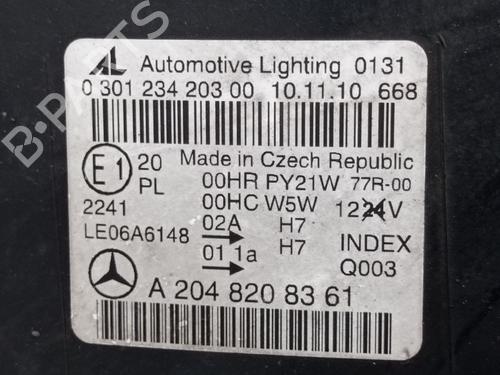 AL Automotive Lighting 0131
0 301 234 203 00 10.11.10 668
Made in Czech Republic
E1 20 PL 00HR PY21W 77R-00
00HC W5W 1224V
2241 02A H7
LE06A6148 → H7 INDEX
01 1a → Q003
A 204 820 83 61
B-PARTS